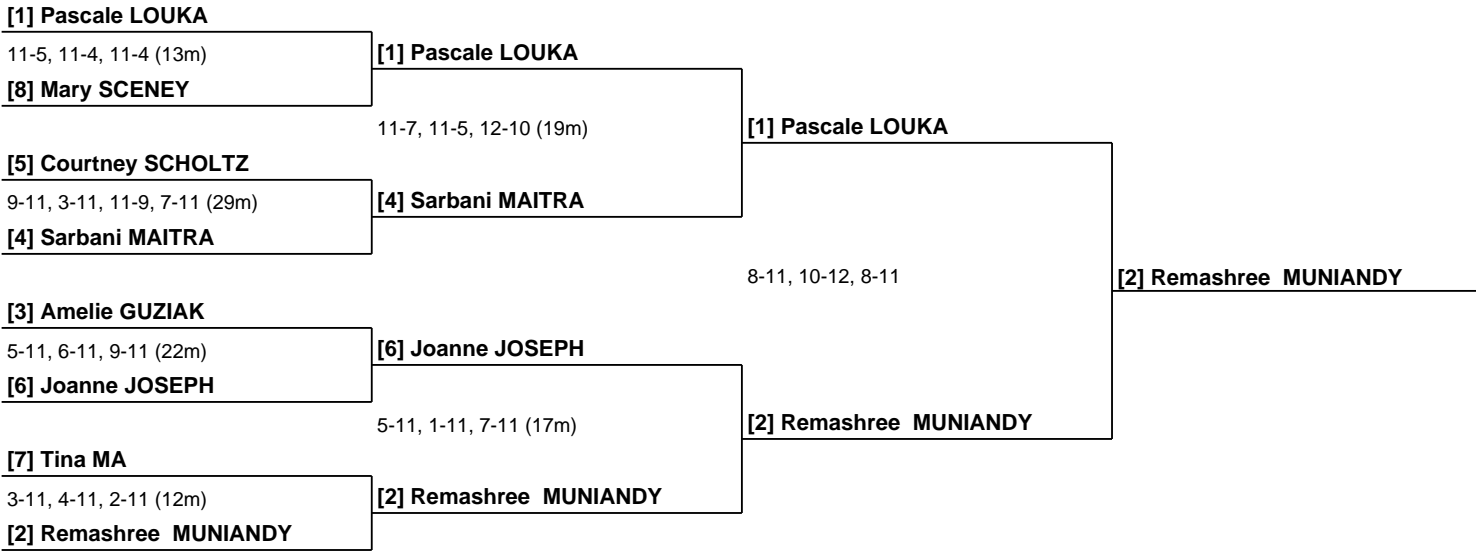 [1] Pascale LOUKA
11-5, 11-4, 11-4 (13m)
[8] Mary SCENEY
[5] Courtney SCHOLTZ
9-11, 3-11, 11-9, 7-11 (29m)
[4] Sarbani MAITRA
[3] Amelie GUZIAK
5-11, 6-11, 9-11 (22m)
[6] Joanne JOSEPH
[7] Tina MA
3-11, 4-11, 2-11 (12m)
[2] Remashree MUNIANDY
[1] Pascale LOUKA
11-7, 11-5, 12-10 (19m)
[4] Sarbani MAITRA
[6] Joanne JOSEPH
5-11, 1-11, 7-11 (17m)
[2] Remashree MUNIANDY
[1] Pascale LOUKA
8-11, 10-12, 8-11
[2] Remashree MUNIANDY
[2] Remashree MUNIANDY